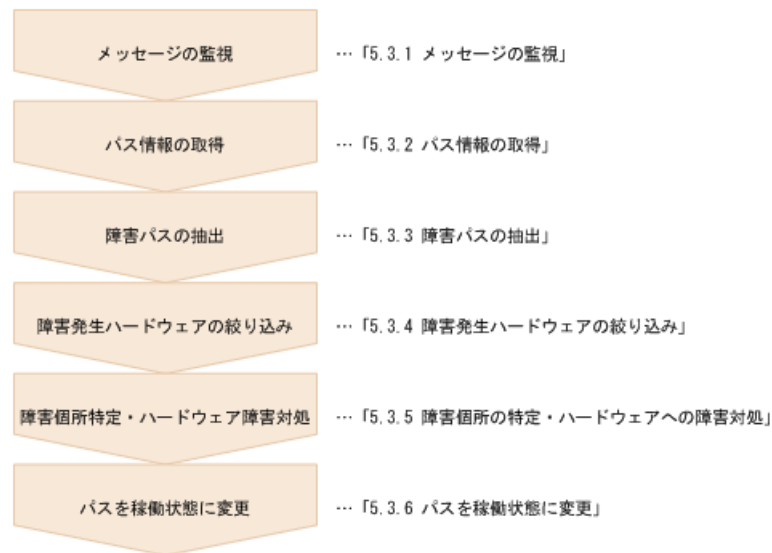 メッセージの監視 … 「5.3.1 メッセージの監視」
パス情報の取得 … 「5.3.2 パス情報の取得」
障害パスの抽出 … 「5.3.3 障害パスの抽出」
障害発生ハードウェアの絞り込み … 「5.3.4 障害発生ハードウェアの絞り込み」
障害個所特定・ハードウェア障害対処 … 「5.3.5 障害個所の特定・ハードウェアへの障害対処」
パスを稼働状態に変更 … 「5.3.6 パスを稼働状態に変更」